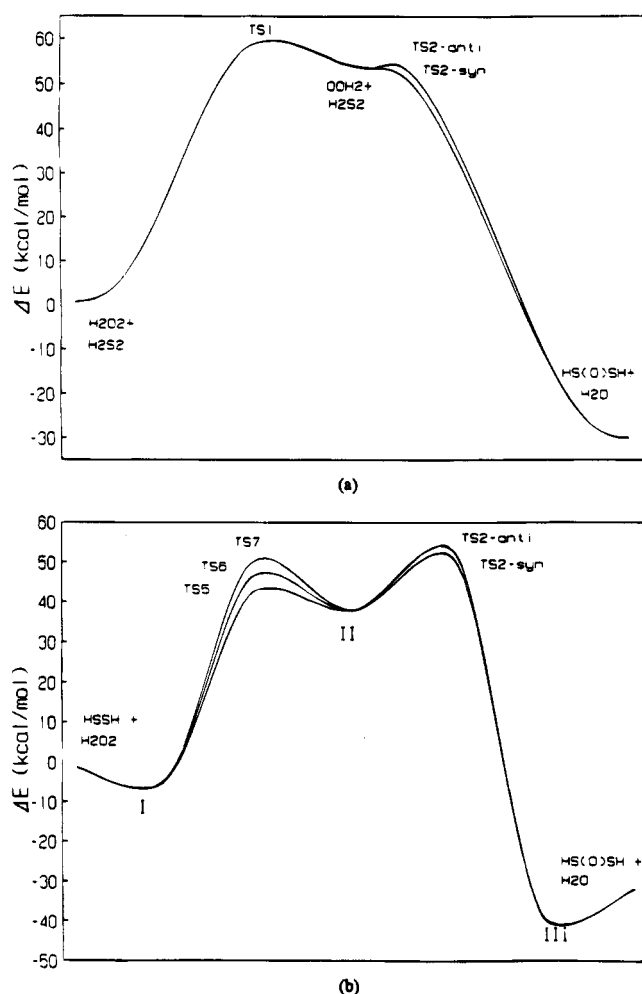 TS1
TS2-anti
TS2-syn
OOH2+
H2S2
60
50
40
30
20
10
0
-10
-20
-30
ΔE (kcal/mol)
H2O2+
H2S2
HS(O)SH+
H2O
(a)
60
50
40
30
20
10
0
-10
-20
-30
-40
-50
ΔE (kcal/mol)
TS7
TS6
TS5
TS2-anti
TS2-syn
II
HSSH +
H2O2
I
HS(O)SH +
H2O
III
(b)